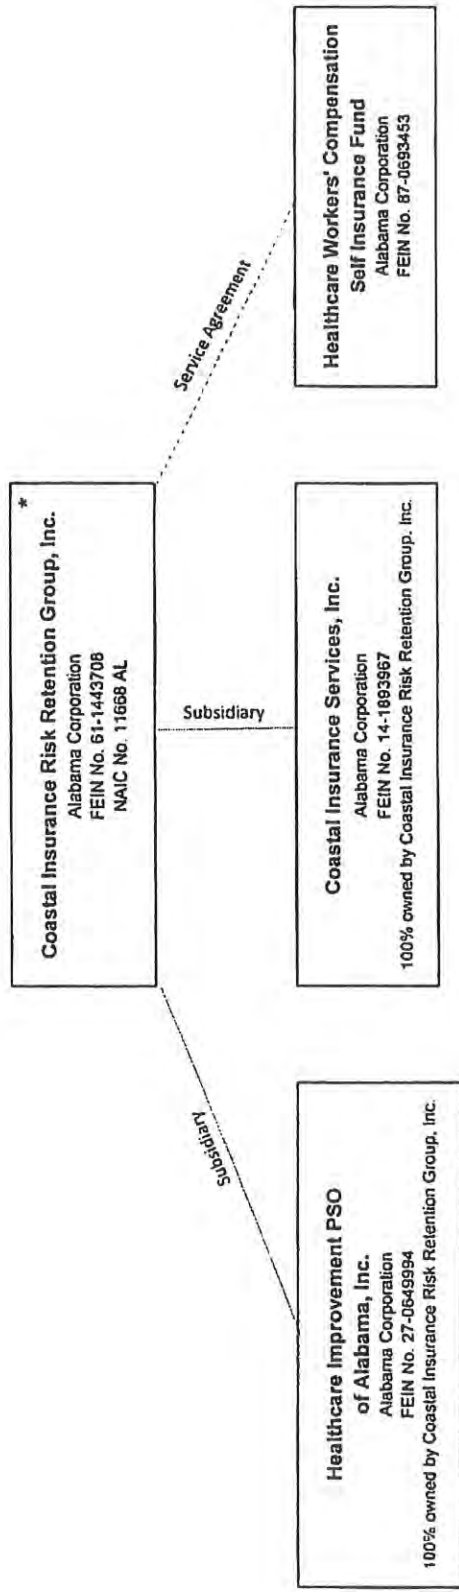 Coastal Insurance Risk Retention Group, Inc. *
Alabama Corporation
FEIN No. 61-1443708
NAIC No. 11668 AL
Subsidiary
Subsidiary
Service Agreement
Healthcare Improvement PSO
of Alabama, Inc.
Alabama Corporation
FEIN No. 27-0649994
100% owned by Coastal Insurance Risk Retention Group, Inc.
Coastal Insurance Services, Inc.
Alabama Corporation
FEIN No. 14-1893967
100% owned by Coastal Insurance Risk Retention Group, Inc.
Healthcare Workers' Compensation
Self Insurance Fund
Alabama Corporation
FEIN No. 87-0693453